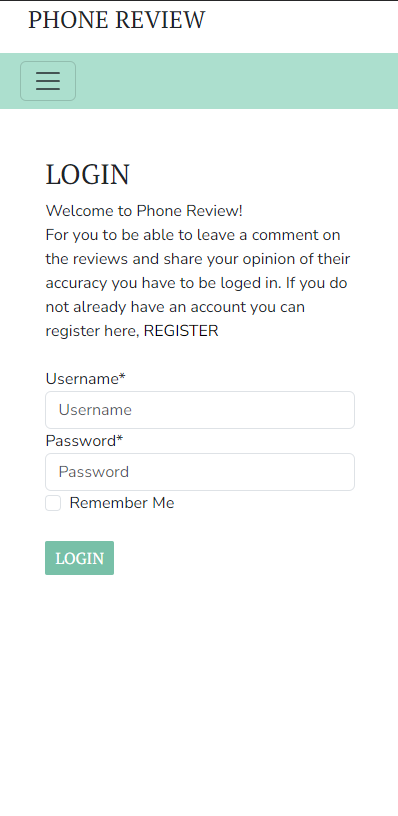 PHONE REVIEW
LOGIN
Welcome to Phone Review!
For you to be able to leave a comment on
the reviews and share your opinion of their
accuracy you have to be loged in. If you do
not already have an account you can
register here, REGISTER
Username*
Username
Password*
Password
Remember Me
LOGIN